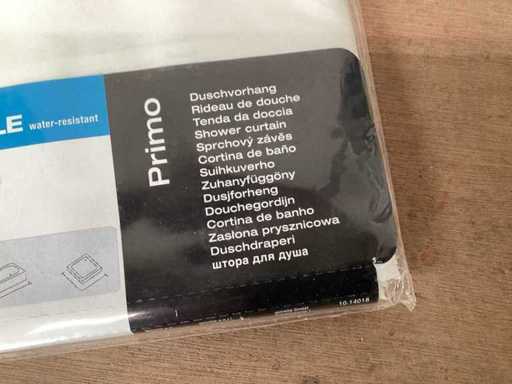 LE water-resistant
Primo
Duschvorhang
Rideau de douche
Tenda da doccia
Shower curtain
Sprchový závěs
Cortina de baño
Suihkuverho
Zuhanyfüggöny
Dusjforheng
Douchegordijn
Cortina de banho
Zasłona prysznicowa
Duschdraperi
штора для душа
10-14018